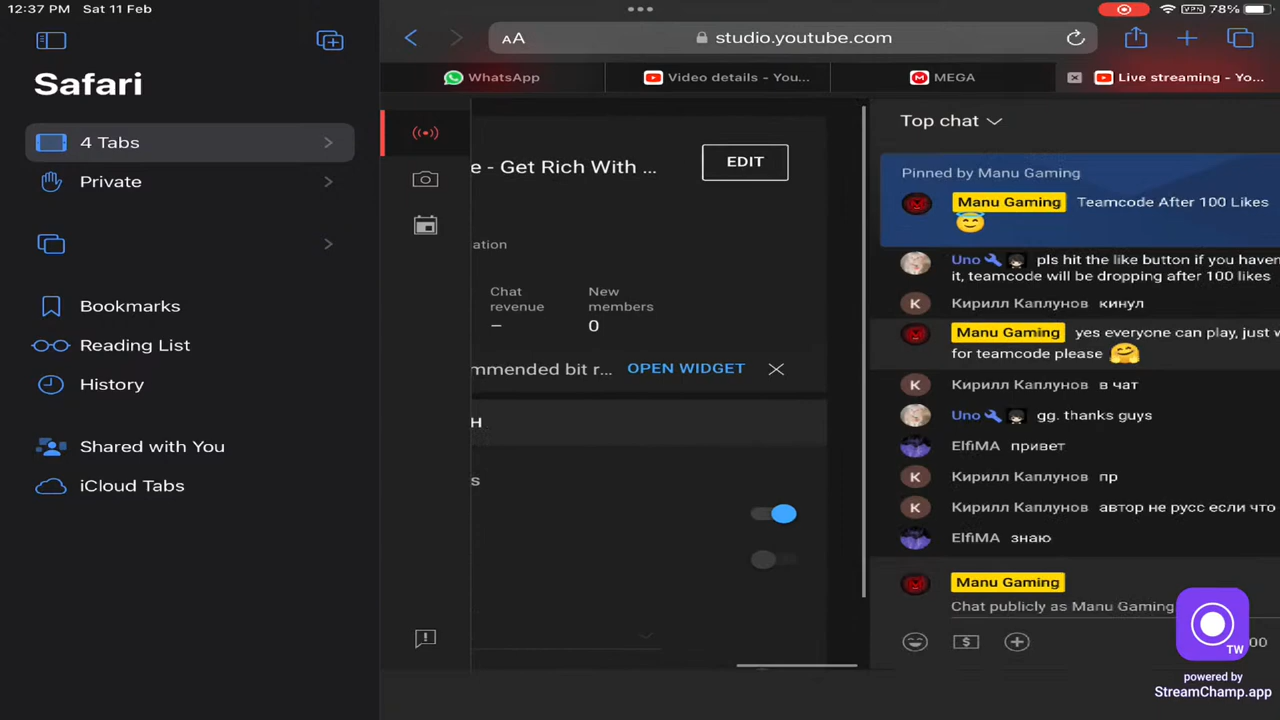 12:37 PM Sat 11 Feb
VPN 78%
Safari
4 Tabs
Private
Bookmarks
Reading List
History
Shared with You
iCloud Tabs
AA
studio.youtube.com
WhatsApp
Video details - You...
MEGA
Live streaming - Yo...
e - Get Rich With ...
EDIT
ation
Chat
revenue
–
New
members
0
mmended bit r...
OPEN WIDGET
H
s
Top chat
Pinned by Manu Gaming
Manu Gaming Teamcode After 100 Likes
Uno pls hit the like button if you haven
it, teamcode will be dropping after 100 likes
K Кирилл Каплунов кинул
Manu Gaming yes everyone can play, just w
for teamcode please
K Кирилл Каплунов в чат
Uno gg. thanks guys
ElfiMA привет
K Кирилл Каплунов пр
K Кирилл Каплунов автор не русс если что
ElfiMA знаю
Manu Gaming
Chat publicly as Manu Gaming
00
TW
powered by
StreamChamp.app